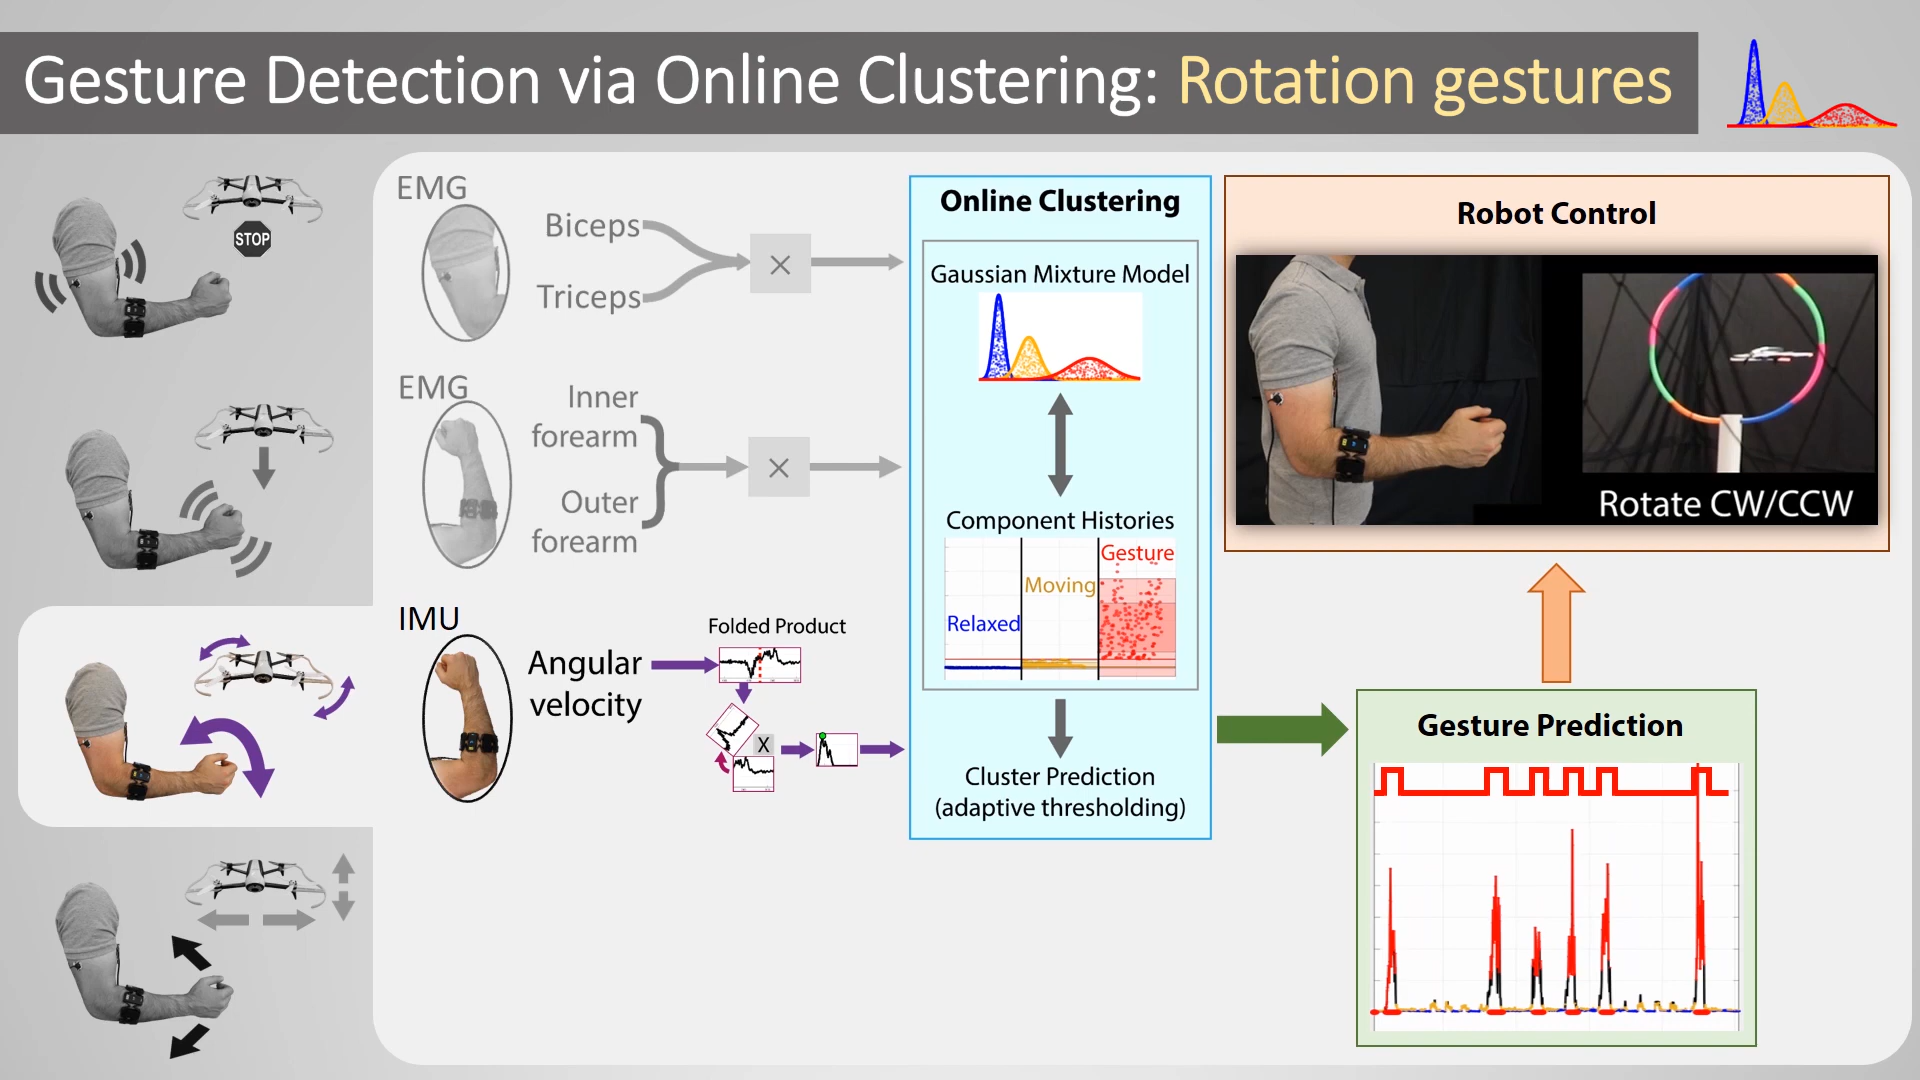 Gesture Detection via Online Clustering: Rotation gestures
STOP
EMG
Biceps
Triceps
×
EMG
Inner
forearm
Outer
forearm
×
IMU
Angular
velocity
Folded Product
X
Online Clustering
Gaussian Mixture Model
Component Histories
Relaxed
Moving
Gesture
Cluster Prediction
(adaptive thresholding)
Robot Control
Rotate CW/CCW
Gesture Prediction